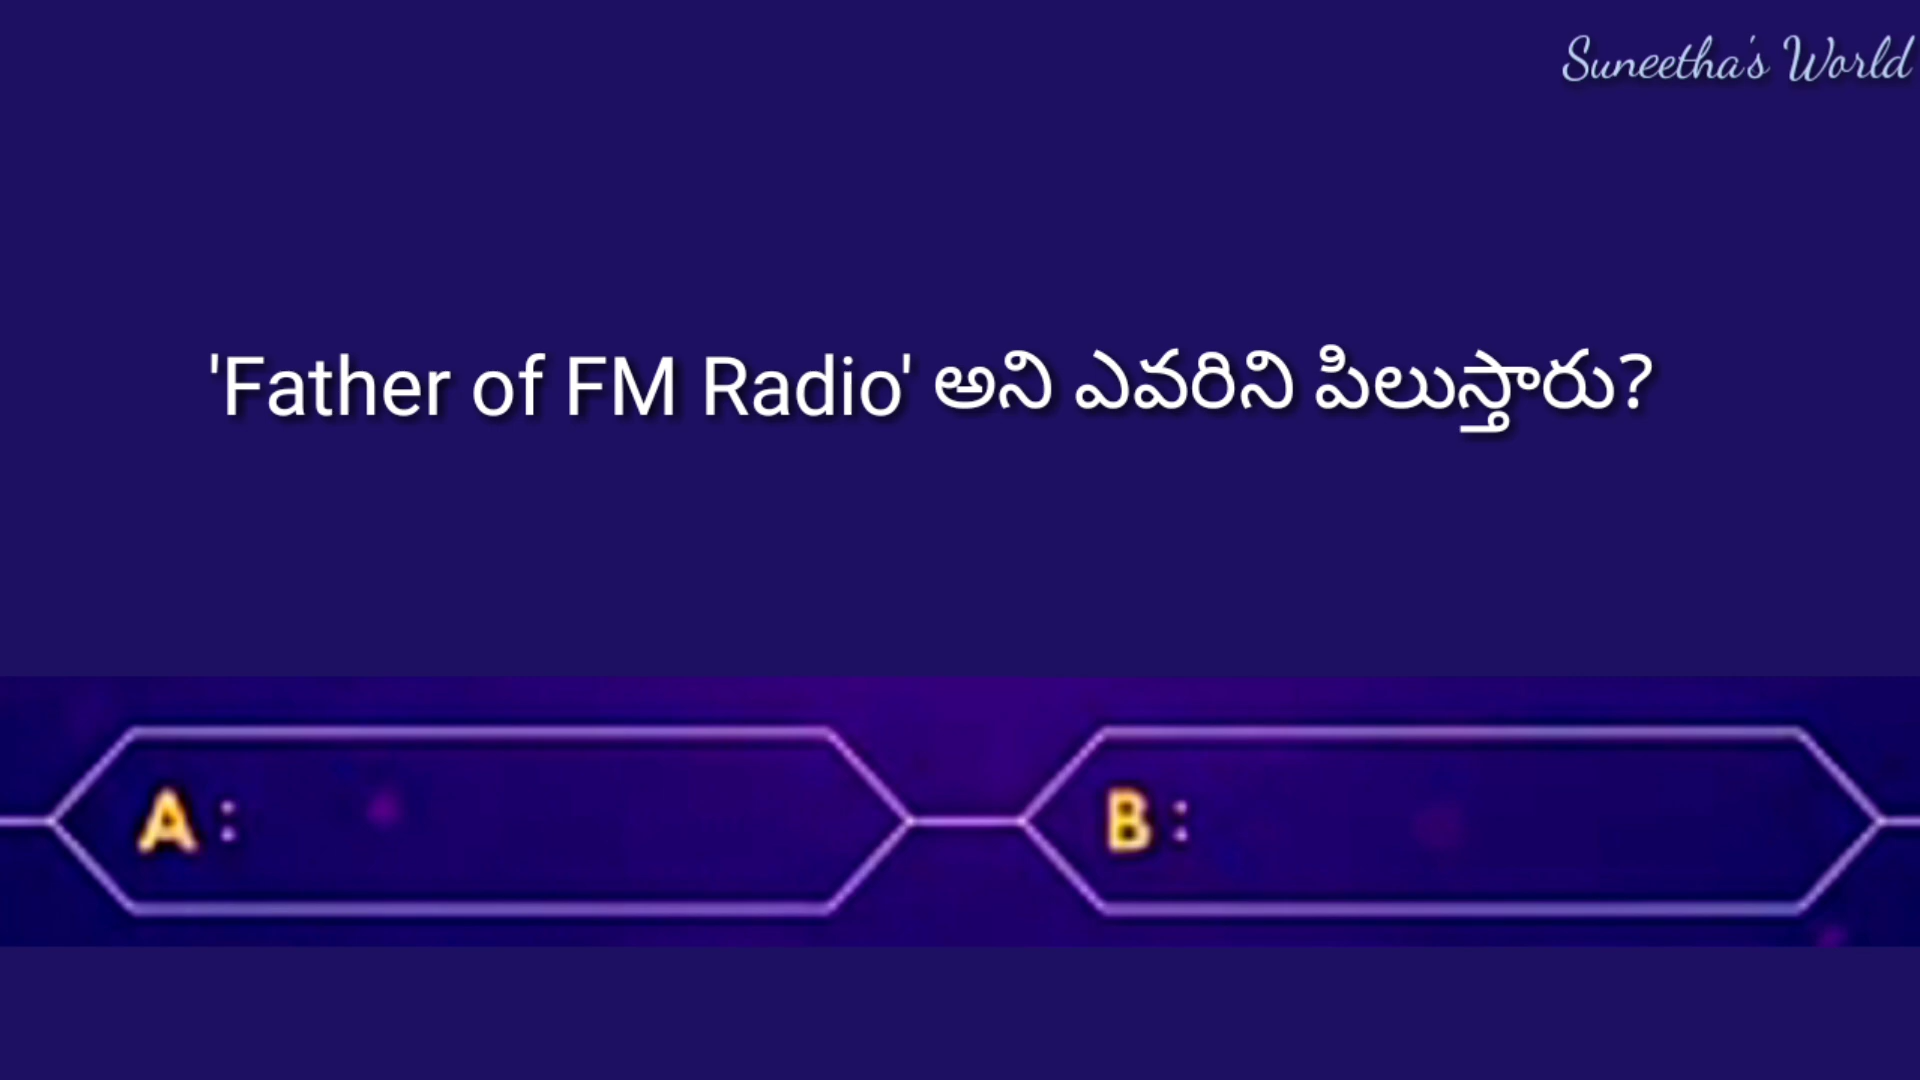 Suneetha's World
'Father of FM Radio' అని ఎవరిని పిలుస్తారు?
A :
B :